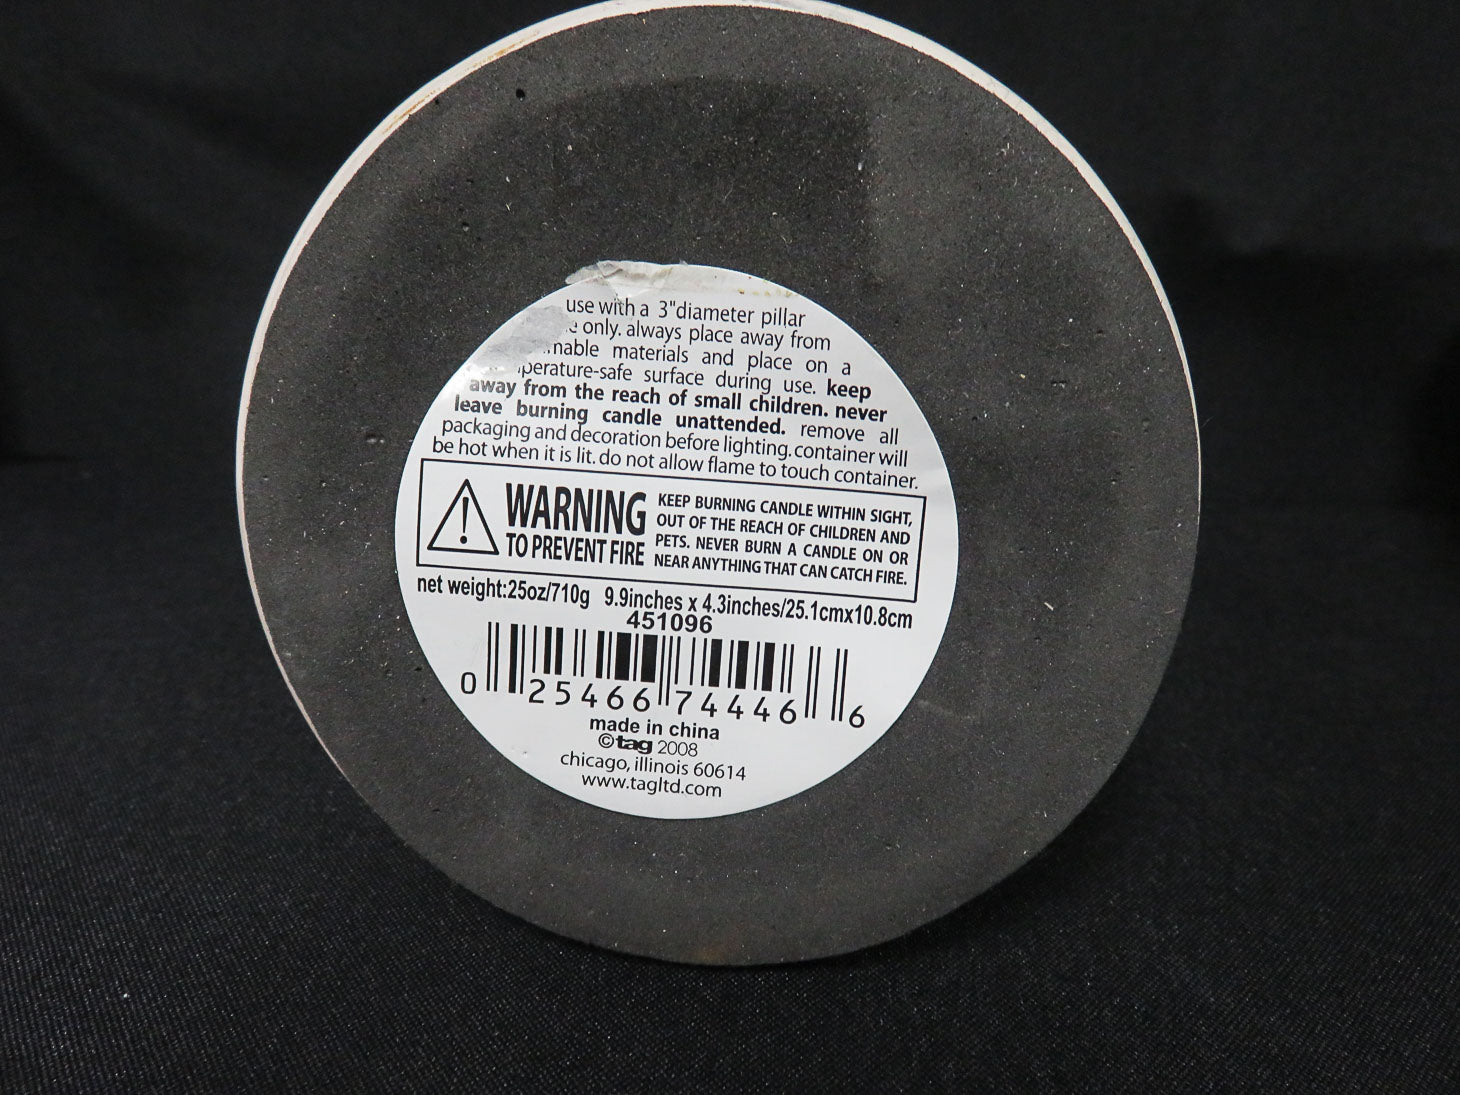 use with a 3"diameter pillar
only. always place away from
materials and place on a
surface during use. keep
away from the reach of small children. never
leave burning candle unattended. remove all
packaging and decoration before lighting. container will
be hot when it is lit. do not allow flame to touch container.
WARNING
TO PREVENT FIRE
KEEP BURNING CANDLE WITHIN SIGHT,
OUT OF THE REACH OF CHILDREN AND
PETS. NEVER BURN A CANDLE ON OR
NEAR ANYTHING THAT CAN CATCH FIRE.
net weight:25oz/710g 9.9inches x 4.3inches/25.1cmx10.8cm
451096
0 25466 74446 6
made in china
©tag 2008
chicago, illinois 60614
www.tagltd.com